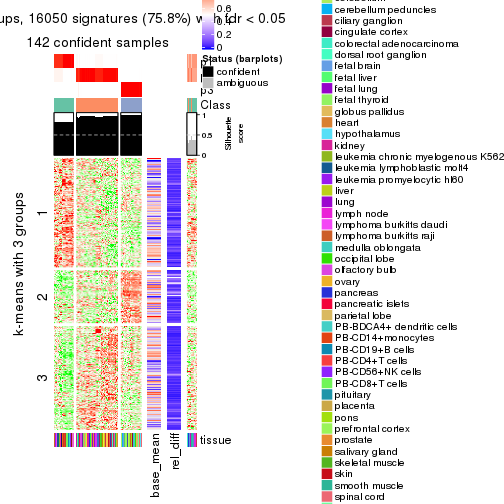 ups, 16050 signatures (75.8%) w th fdr < 0.05
142 confident samples
0.6
0.4
0.2
0
Status (barplots)
confident
ambiguous
p3
Class
1
0.5
0
Silhouette
score
k-means with 3 groups
1
2
3
base_mean
rel_diff
tissue
cerebellum peduncles
ciliary ganglion
cingulate cortex
colorectal adenocarcinoma
dorsal root ganglion
fetal brain
fetal liver
fetal lung
fetal thyroid
globus pallidus
heart
hypothalamus
kidney
leukemia chronic myelogenous K562
leukemia lymphoblastic molt4
leukemia promyelocytic hl60
liver
lung
lymph node
lymphoma burkitts daudi
lymphoma burkitts raji
medulla oblongata
occipital lobe
olfactory bulb
ovary
pancreas
pancreatic islets
parietal lobe
PB-BDCA4+ dendritic cells
PB-CD14+monocytes
PB-CD19+B cells
PB-CD4+T cells
PB-CD56+NK cells
PB-CD8+T cells
pituitary
placenta
pons
prefrontal cortex
prostate
salivary gland
skeletal muscle
skin
smooth muscle
spinal cord